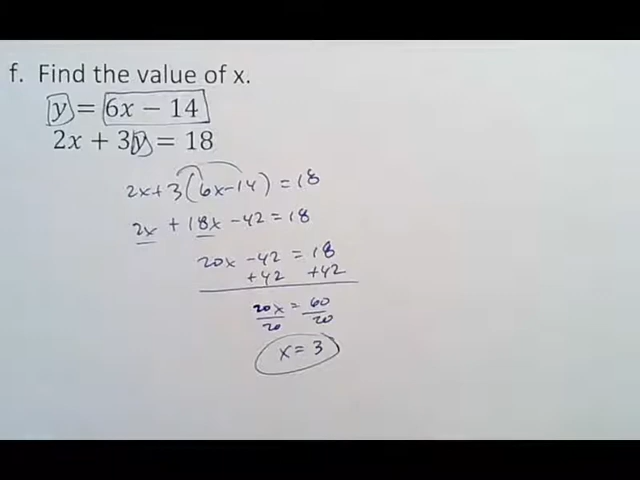 f. Find the value of x.
y = 6x − 14
2x + 3y = 18
2x+3(6x-14) = 18
2x + 18x - 42 = 18
20x - 42 = 18
+42 +42
20x = 60
20 20
x = 3